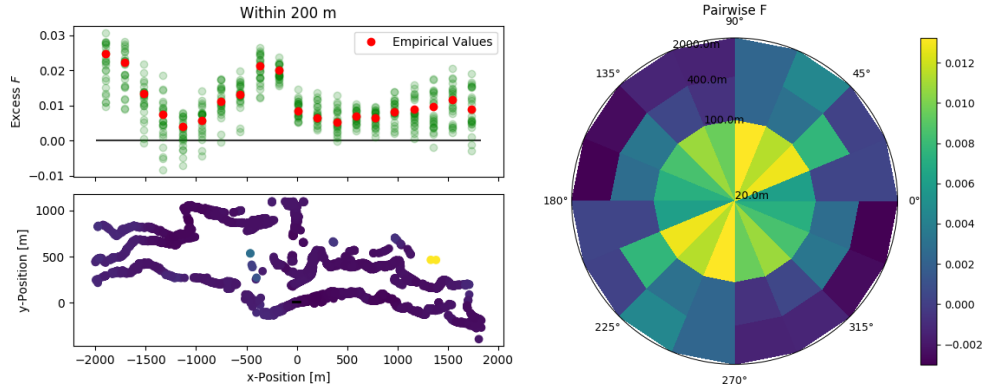 Within 200 m
Excess F
0.03
0.02
0.01
0.00
−0.01
Empirical Values
y-Position [m]
1000
500
0
−2000 −1500 −1000 −500 0 500 1000 1500
x-Position [m]
Pairwise F
90°
45°
0°
315°
270°
225°
180°
135°
2000.0m
400.0m
100.0m
20.0m
0.012
0.010
0.008
0.006
0.004
0.002
0.000
−0.002